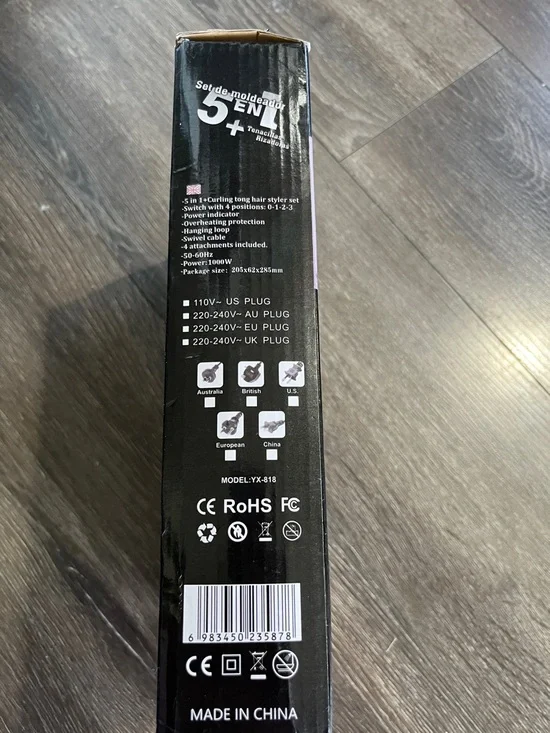 Set de moldeador
5 EN 1
+ Tenacillas
Rizadoras
-5 in 1+Curling tong hair styler set
-Switch with 4 positions: 0-1-2-3
-Power indicator
-Overheating protection
-Hanging loop
-Swivel cable
-4 attachments included.
-50-60Hz
-Power:1000W
-Package size: 205x62x285mm
110V~ US PLUG
220-240V~ AU PLUG
220-240V~ EU PLUG
220-240V~ UK PLUG
Australia British U.S.
European China
MODEL:YX-818
CE RoHS FC
6 983450 235878
CE
MADE IN CHINA